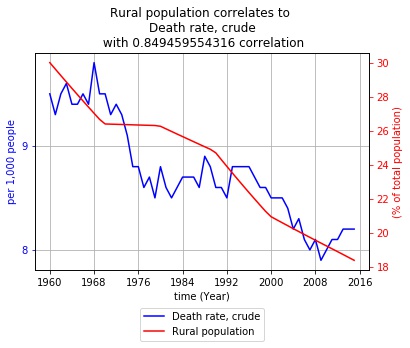 Rural population correlates to
Death rate, crude
with 0.849459554316 correlation
per 1,000 people
9
8
30
28
26
24
22
20
18
(% of total population)
1960 1968 1976 1984 1992 2000 2008 2016
time (Year)
Death rate, crude
Rural population